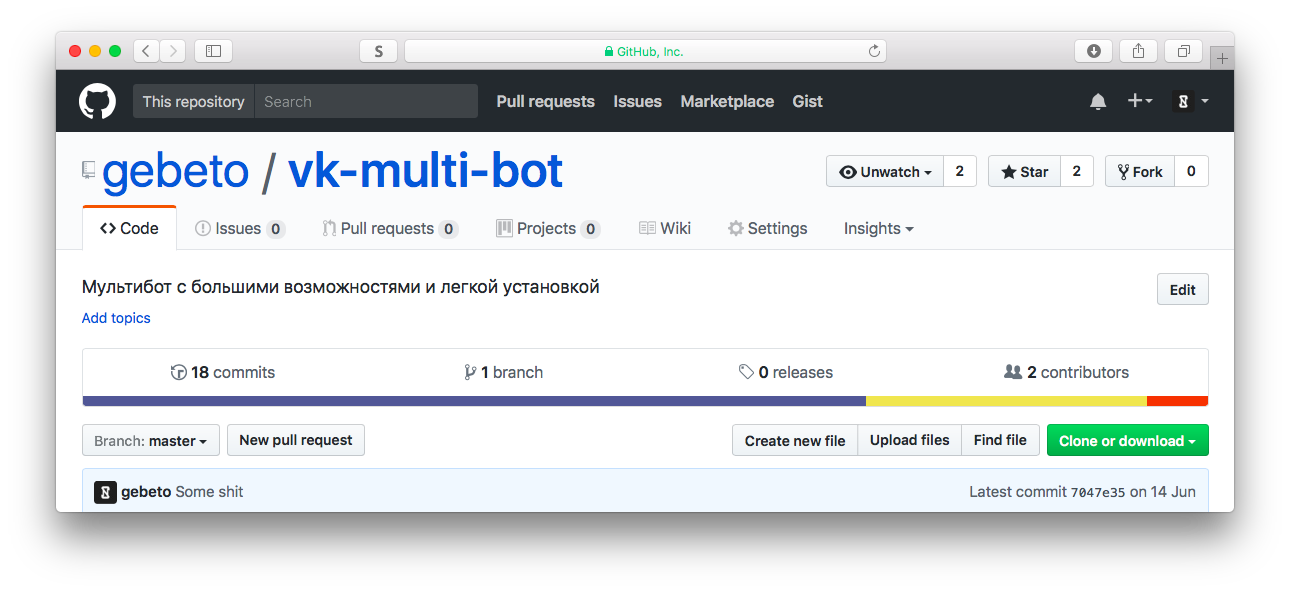 S GitHub, Inc.
This repository Search Pull requests Issues Marketplace Gist
gebeto / vk-multi-bot Unwatch 2 Star 2 Fork 0
Code Issues 0 Pull requests 0 Projects 0 Wiki Settings Insights
Мультибот с большими возможностями и легкой установкой Edit
Add topics
18 commits 1 branch 0 releases 2 contributors
Branch: master New pull request Create new file Upload files Find file Clone or download
gebeto Some shit Latest commit 7047e35 on 14 Jun